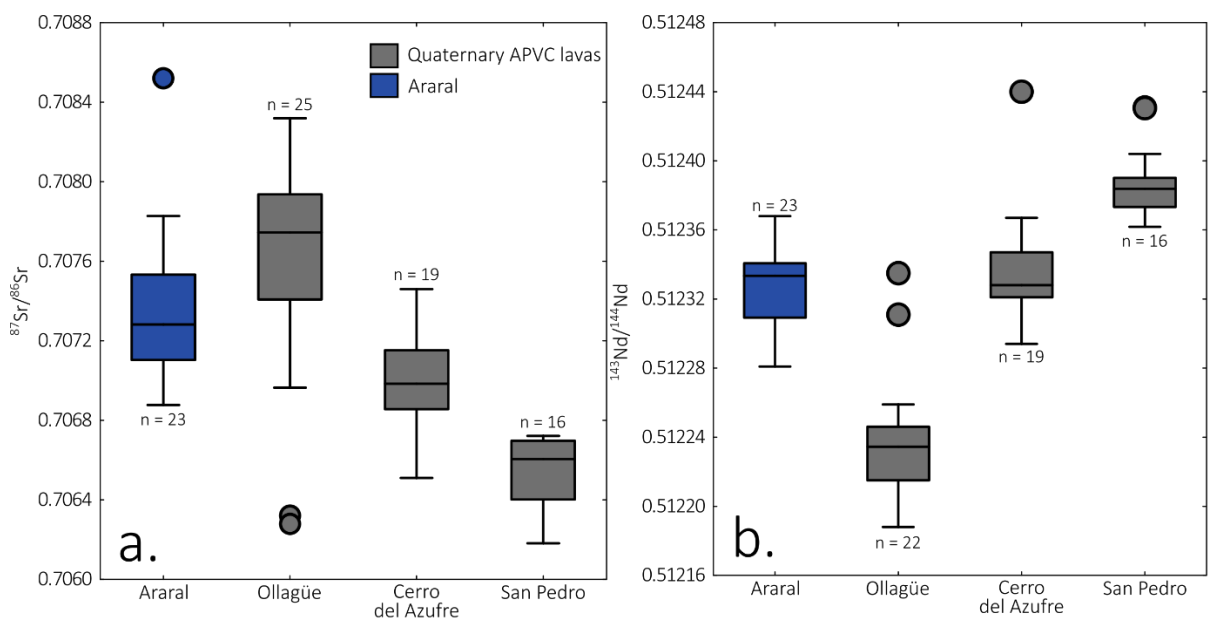 0.7088
0.7084
0.7080
0.7076
0.7072
0.7068
0.7064
0.7060
87Sr/86Sr
Quaternary APVC lavas
Araral
n = 23
n = 25
n = 19
n = 16
a.
Araral
Ollagüe
Cerro
del Azufre
San Pedro
0.51248
0.51244
0.51240
0.51236
0.51232
0.51228
0.51224
0.51220
0.51216
143Nd/144Nd
n = 23
n = 22
n = 19
n = 16
b.
Araral
Ollagüe
Cerro
del Azufre
San Pedro